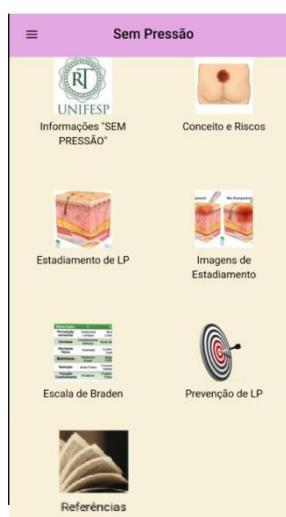 Sem Pressão
RT
UNIFESP
Informações "SEM
PRESSÃO"
Conceito e Riscos
Estadiamento de LP
Imagens de
Estadiamento
Escala de Braden
Prevenção de LP
Referências